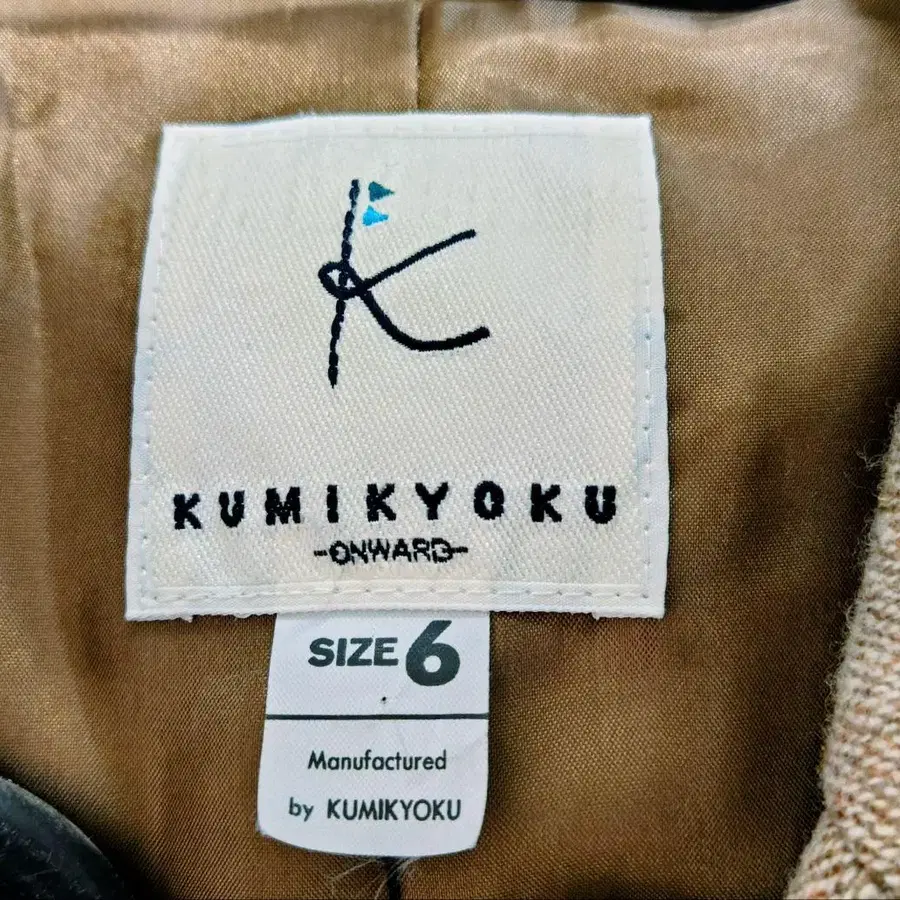 K
KUMIKYOKU
-ONWARD-
SIZE 6
Manufactured
by KUMIKYOKU